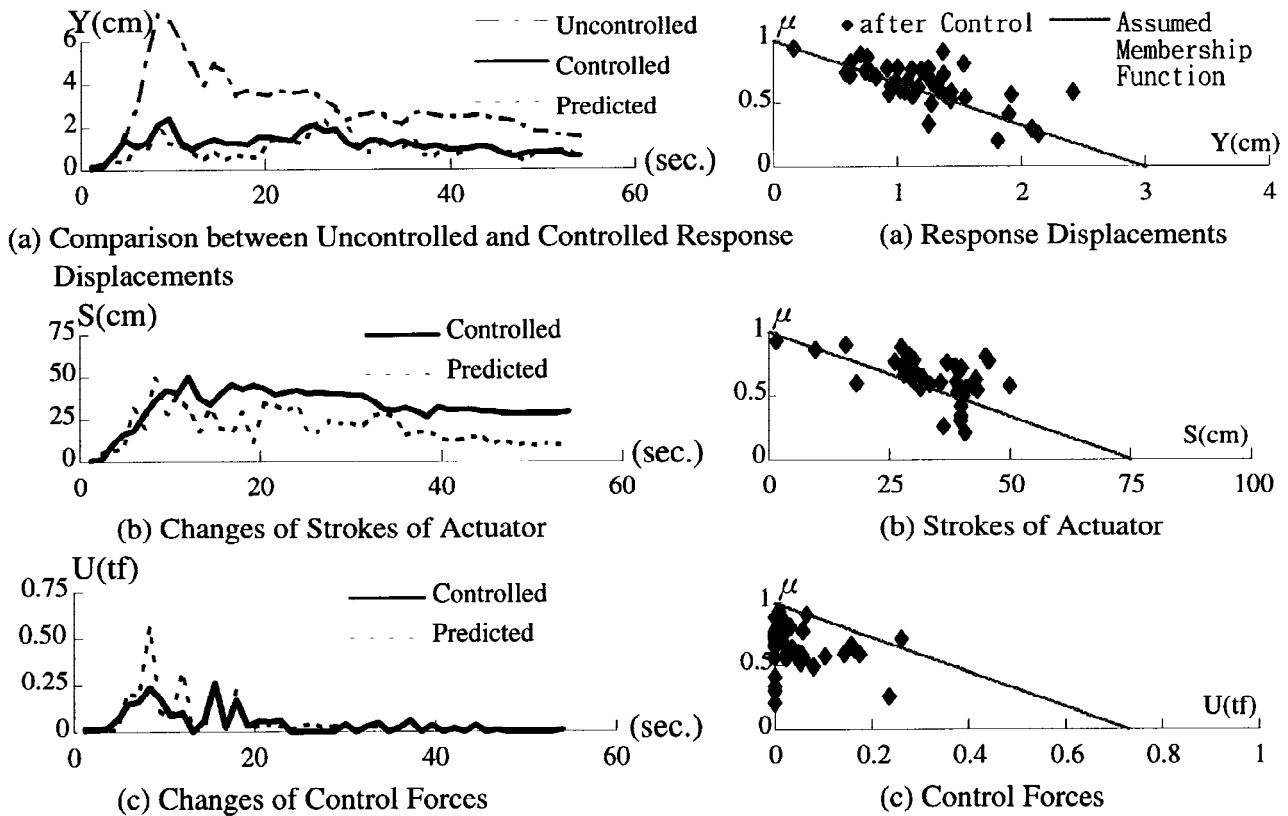 Y(cm)
Uncontrolled
Controlled
Predicted
6
4
2
0
0 20 40 60
(sec.)
(a) Comparison between Uncontrolled and Controlled Response
Displacements
μ
after Control
Assumed
Membership
Function
1
0.5
0
Y(cm)
0 1 2 3 4
(a) Response Displacements
S(cm)
Controlled
Predicted
75
50
25
0
0 20 40 60
(sec.)
(b) Changes of Strokes of Actuator
μ
1
0.5
0
S(cm)
0 25 50 75 100
(b) Strokes of Actuator
U(tf)
Controlled
Predicted
0.75
0.50
0.25
0
0 20 40 60
(sec.)
(c) Changes of Control Forces
μ
1
0.5
0
U(tf)
0 0.2 0.4 0.6 0.8 1
(c) Control Forces